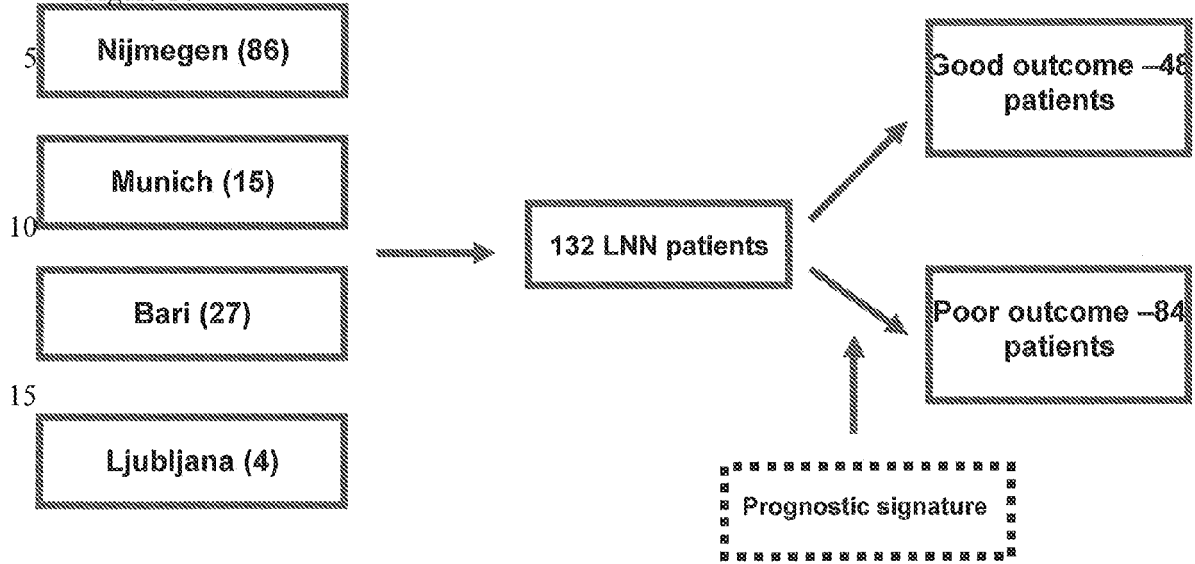 5
Nijmegen (86)
Munich (15)
10
Bari (27)
15
Ljubljana (4)
132 LNN patients
Good outcome –48
patients
Poor outcome –84
patients
Prognostic signature